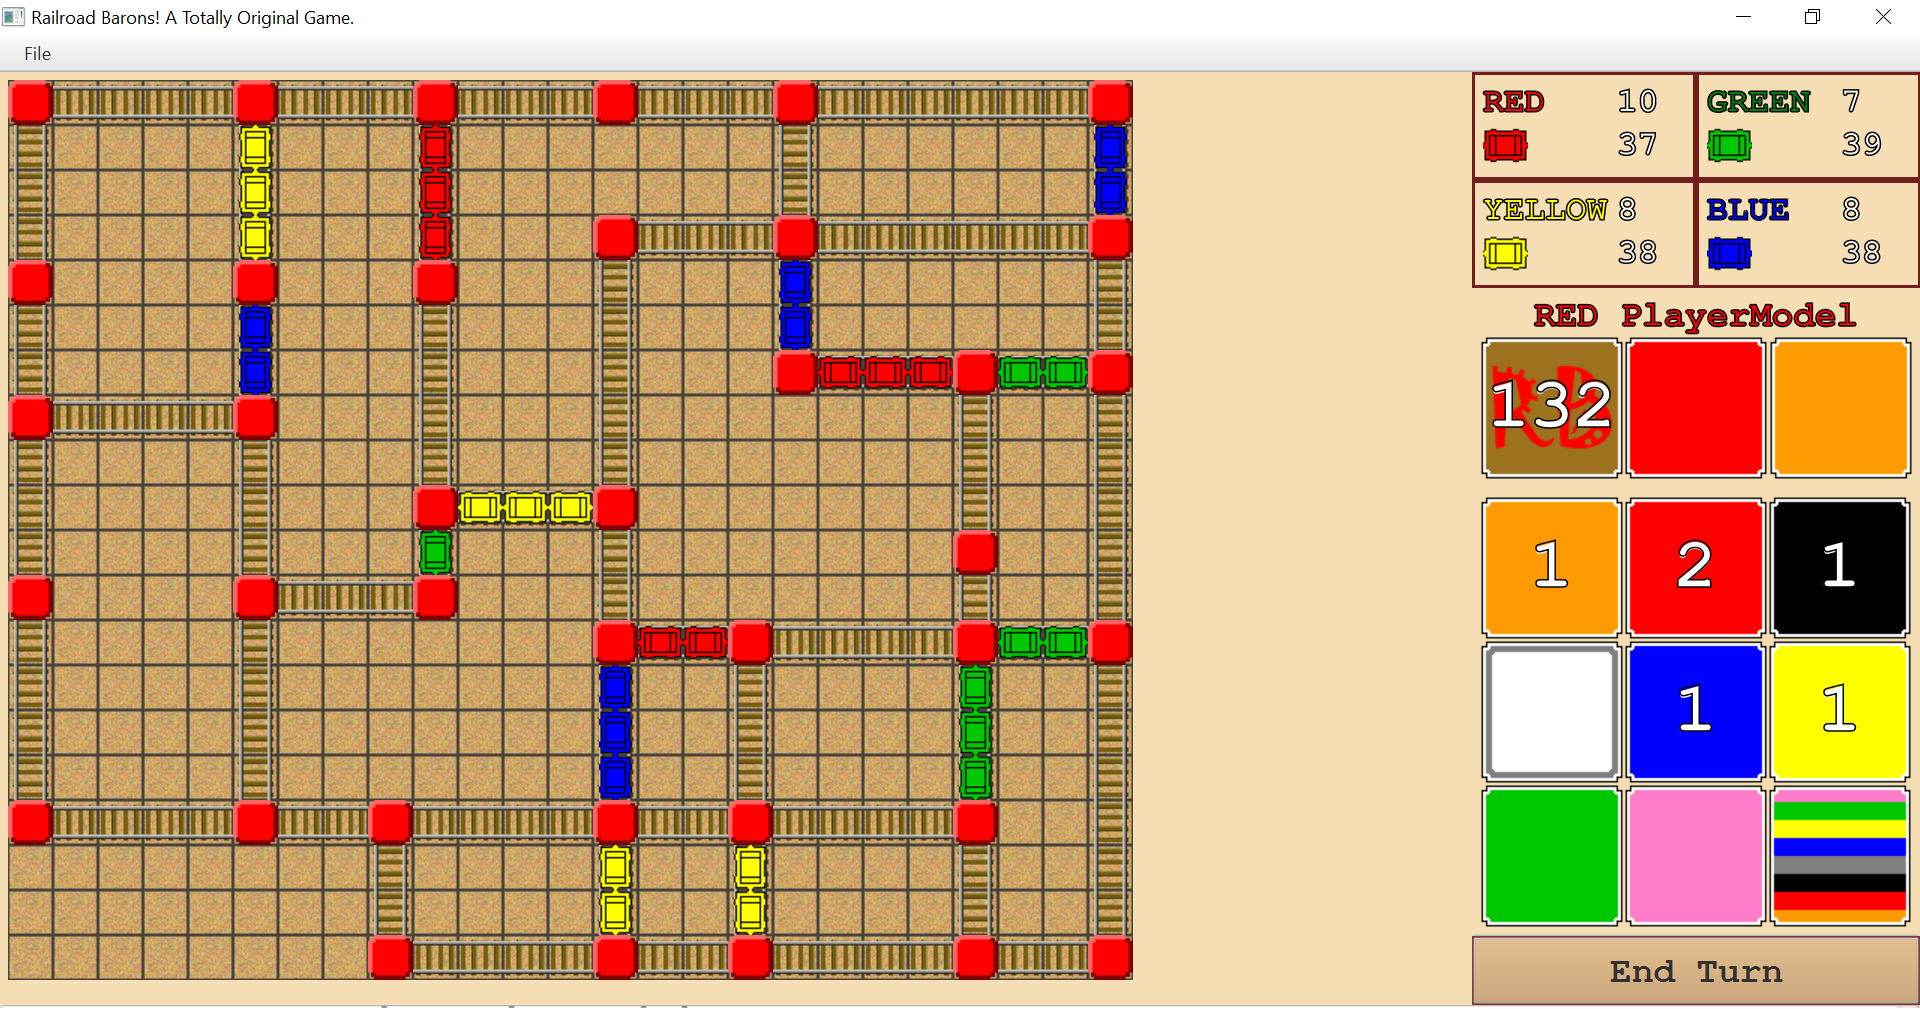 Railroad Barons! A Totally Original Game.
File
RED 10 GREEN 7
37 39
YELLOW 8 BLUE 8
38 38
RED PlayerModel
132
1 2 1
1 1
End Turn